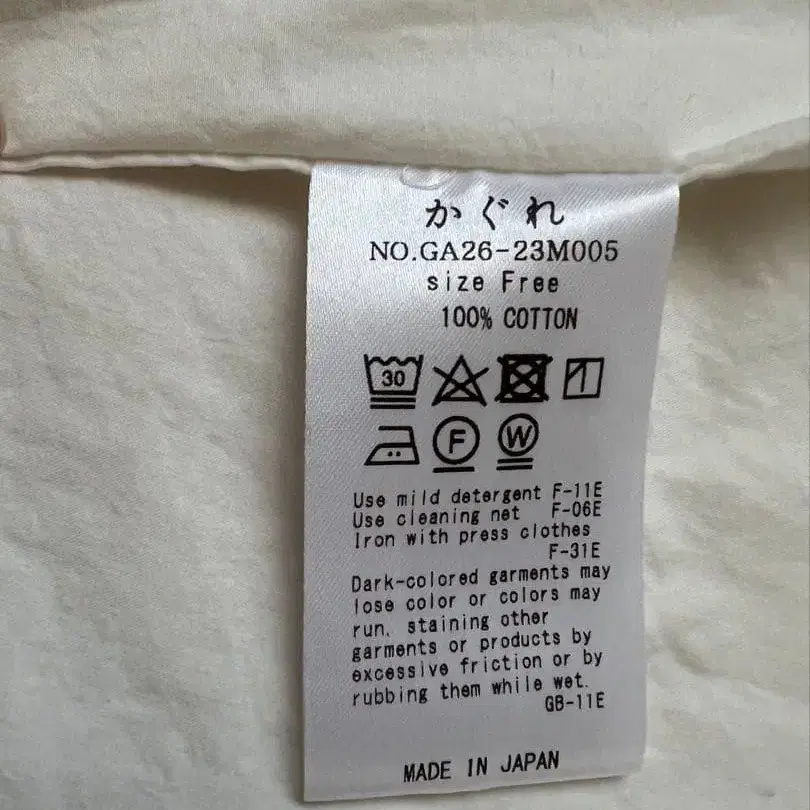 かぐれ
NO.GA26-23M005
size Free
100% COTTON
30
F W
Use mild detergent F-11E
Use cleaning net F-06E
Iron with press clothes
F-31E
Dark-colored garments may
lose color or colors may
run, staining other
garments or products by
excessive friction or by
rubbing them while wet.
GB-11E
MADE IN JAPAN